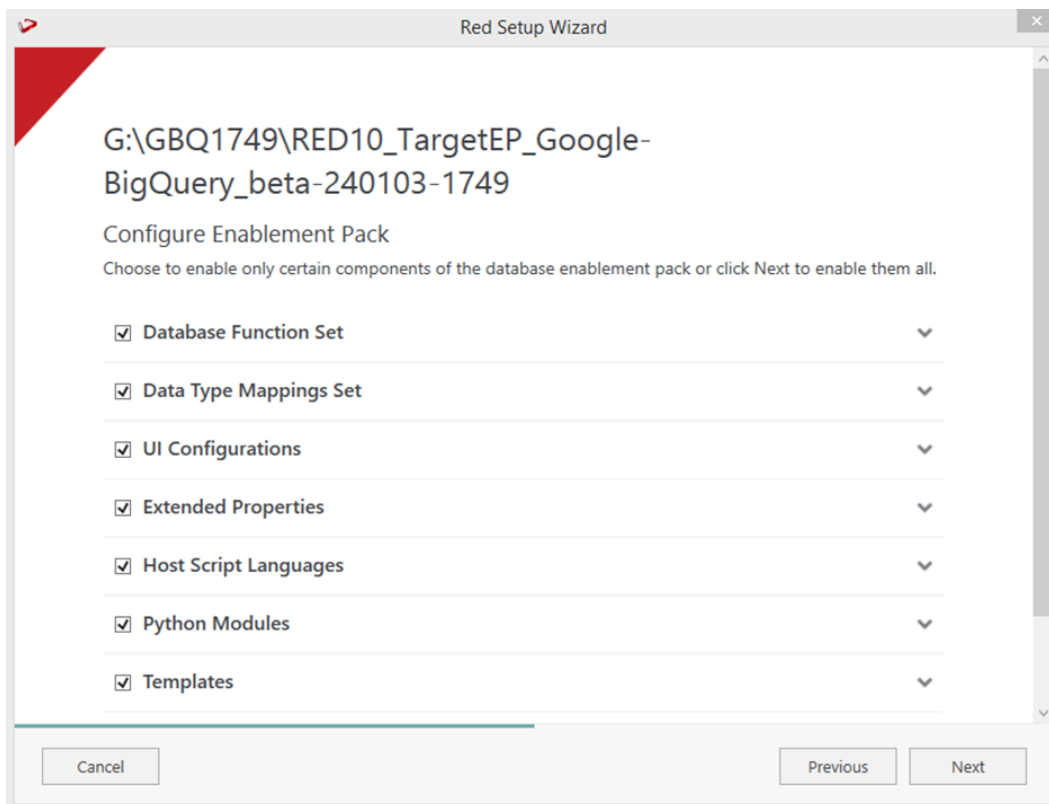 Red Setup Wizard
G:\GBQ1749\RED10_TargetEP_Google-
BigQuery_beta-240103-1749
Configure Enablement Pack
Choose to enable only certain components of the database enablement pack or click Next to enable them all.
Database Function Set
Data Type Mappings Set
UI Configurations
Extended Properties
Host Script Languages
Python Modules
Templates
Cancel
Previous
Next